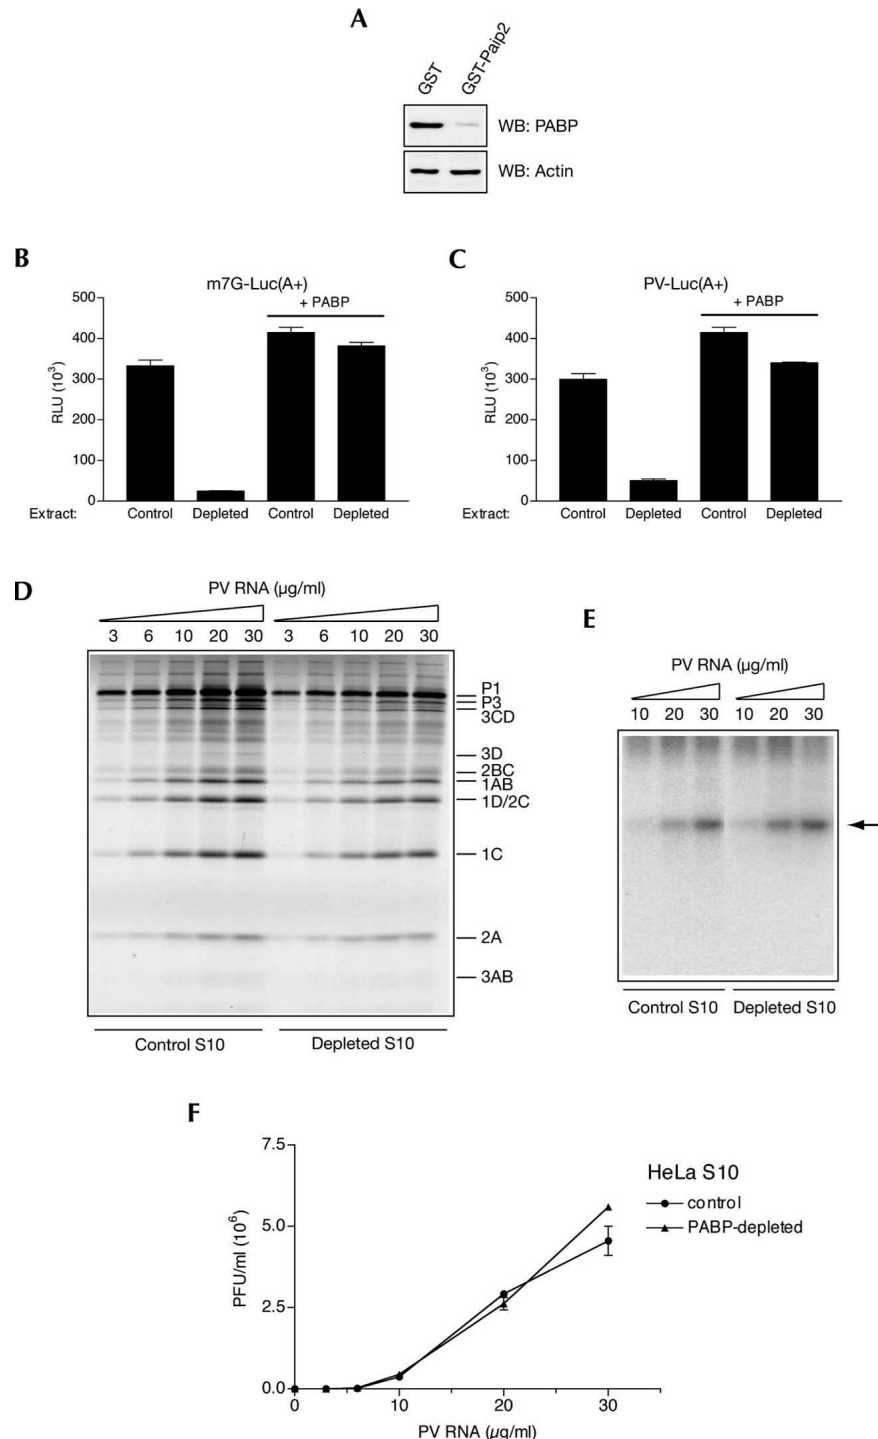 A
GST
GST-Paip2
WB: PABP
WB: Actin
B
m7G-Luc(A+)
+ PABP
500
400
300
200
100
0
RLU (10³)
Extract: Control Depleted Control Depleted
C
PV-Luc(A+)
+ PABP
500
400
300
200
100
0
RLU (10³)
Extract: Control Depleted Control Depleted
D
PV RNA (µg/ml)
3 6 10 20 30 3 6 10 20 30
P1
P3
3CD
3D
2BC
1AB
1D/2C
1C
2A
3AB
Control S10 Depleted S10
E
PV RNA (µg/ml)
10 20 30 10 20 30
Control S10 Depleted S10
F
7.5
5.0
2.5
0.0
PFU/ml (10⁶)
0 10 20 30
PV RNA (µg/ml)
HeLa S10
control
PABP-depleted